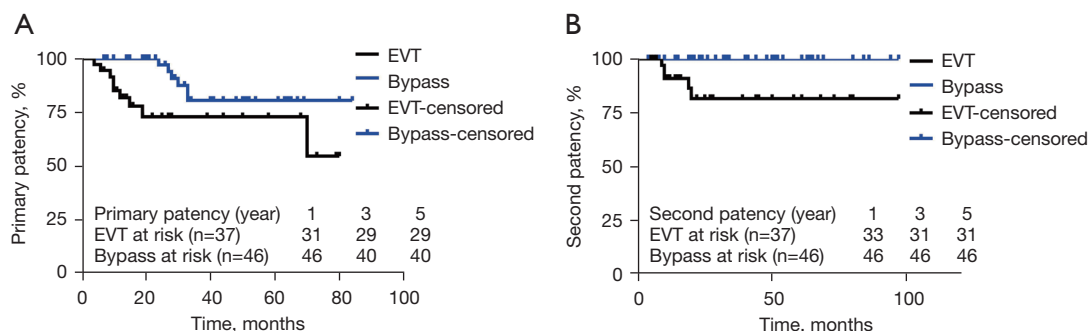 A
Primary patency, %
100
75
50
25
0
EVT
Bypass
EVT-censored
Bypass-censored
Primary patency (year) 1 3 5
EVT at risk (n=37) 31 29 29
Bypass at risk (n=46) 46 40 40
0 20 40 60 80 100
Time, months
B
Second patency, %
100
75
50
25
0
EVT
Bypass
EVT-censored
Bypass-censored
Second patency (year) 1 3 5
EVT at risk (n=37) 33 31 31
Bypass at risk (n=46) 46 46 46
0 50 100
Time, months